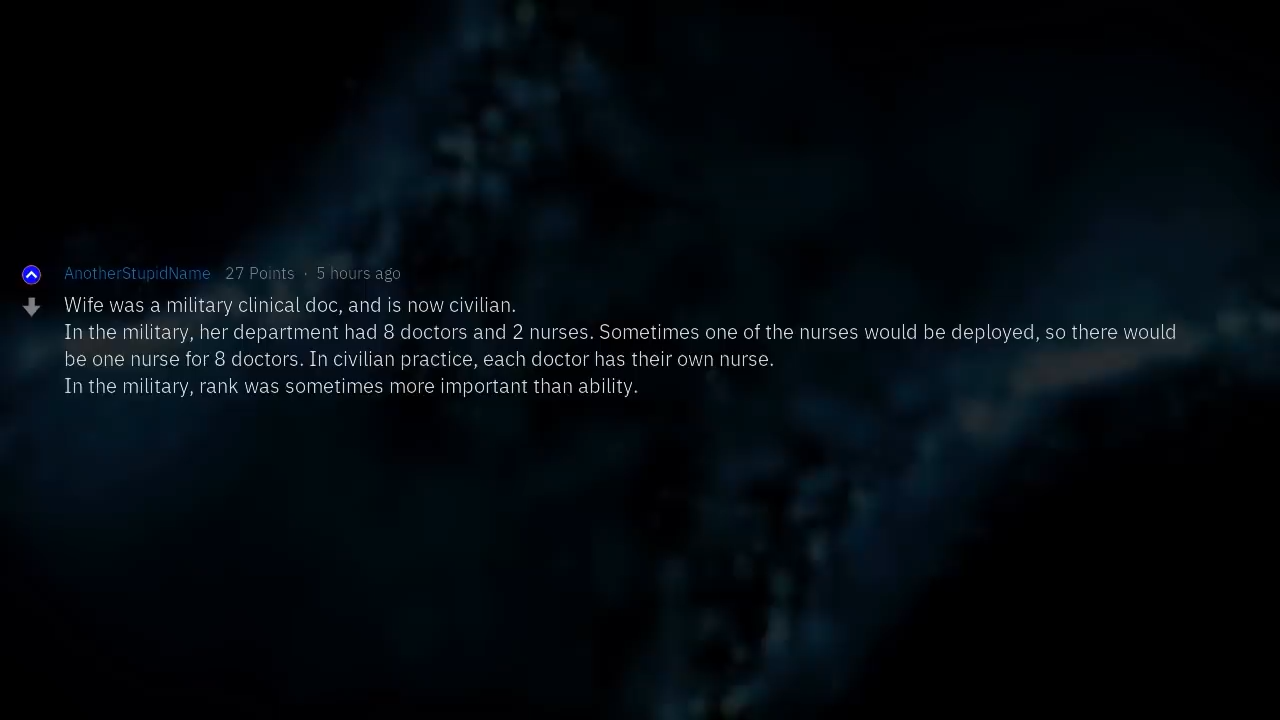 AnotherStupidName 27 Points · 5 hours ago
Wife was a military clinical doc, and is now civilian.
In the military, her department had 8 doctors and 2 nurses. Sometimes one of the nurses would be deployed, so there would
be one nurse for 8 doctors. In civilian practice, each doctor has their own nurse.
In the military, rank was sometimes more important than ability.